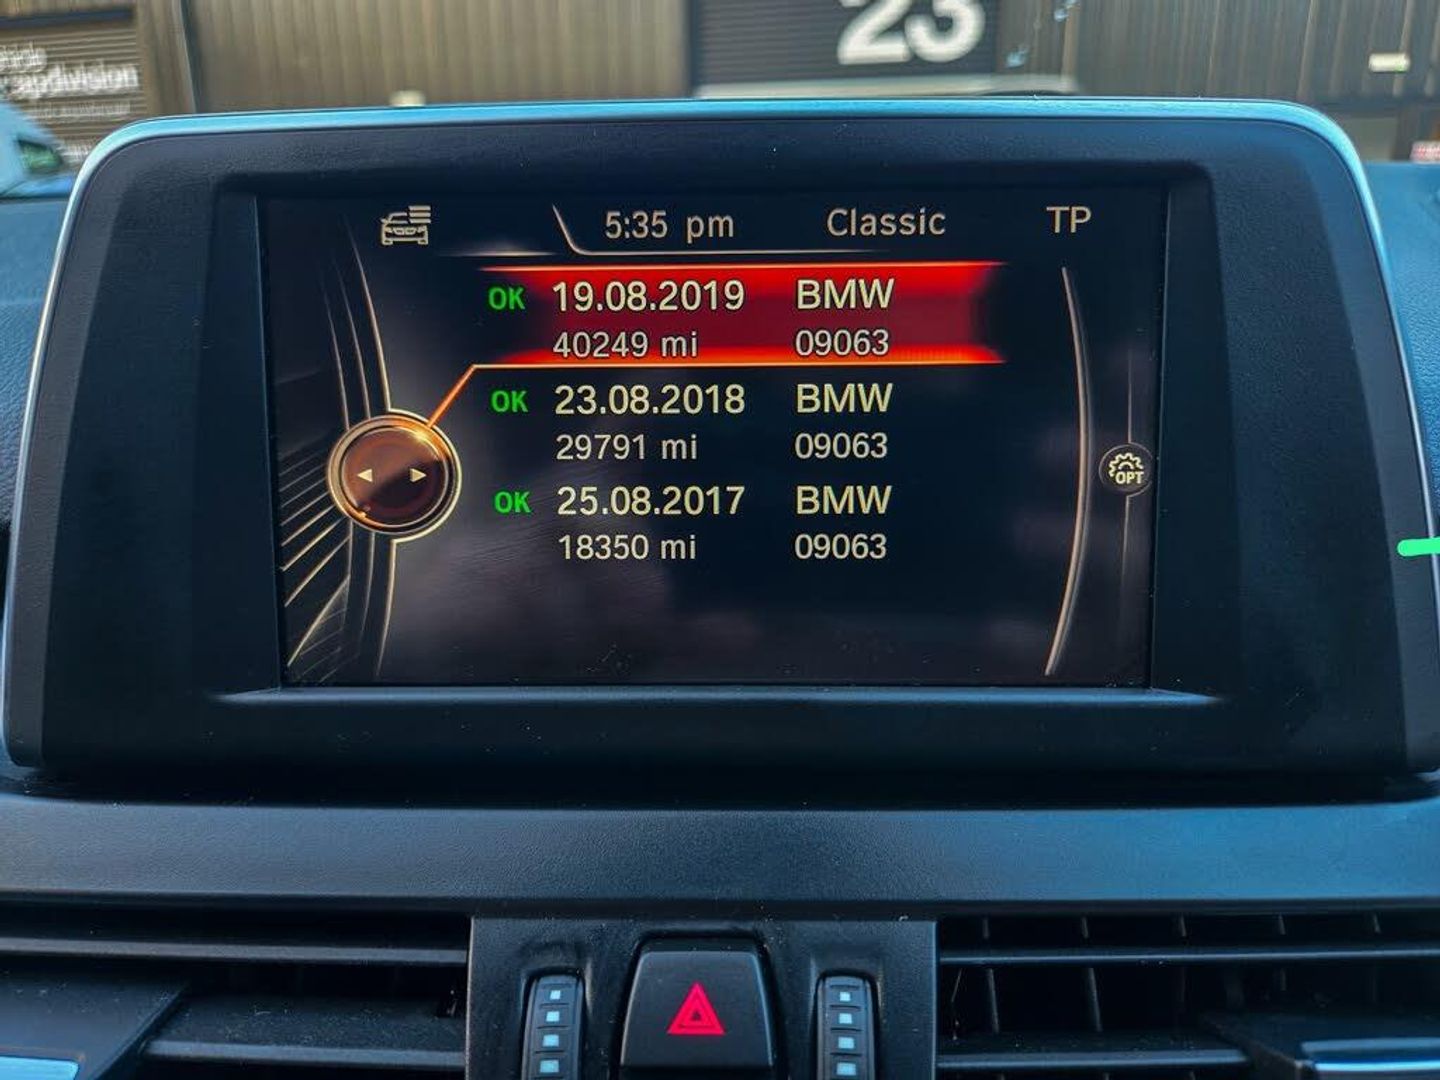 23
apdivision
5:35 pm
Classic
TP
OK 19.08.2019 BMW
40249 mi 09063
OK 23.08.2018 BMW
29791 mi 09063
OK 25.08.2017 BMW
18350 mi 09063
OPT